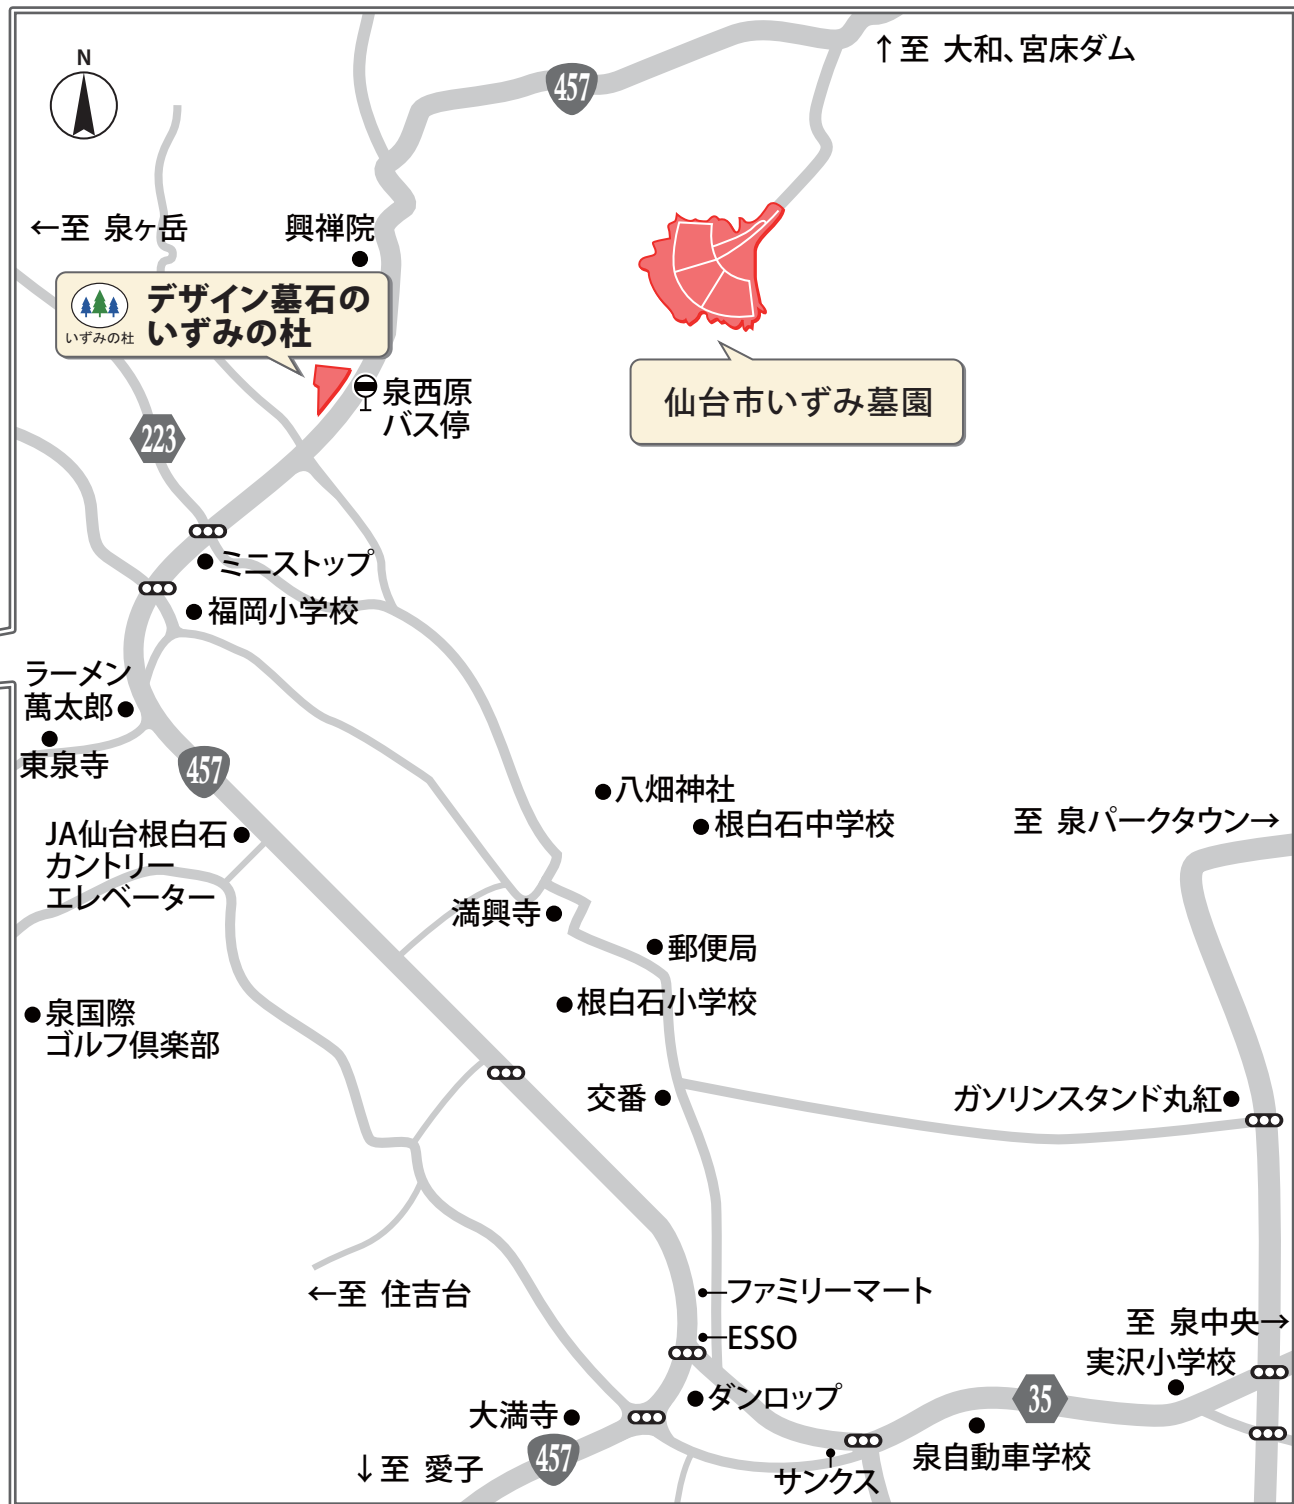 ↑至 大和、宮床ダム
N
457
←至 泉ヶ岳
興禅院
いずみの杜
デザイン墓石の
いずみの杜
泉西原
バス停
仙台市いずみ墓園
223
ミニストップ
福岡小学校
ラーメン
萬太郎
東泉寺
457
八畑神社
根白石中学校
至 泉パークタウン→
JA仙台根白石
カントリー
エレベーター
満興寺
郵便局
根白石小学校
泉国際
ゴルフ倶楽部
交番
ガソリンスタンド丸紅
←至 住吉台
ファミリーマート
ESSO
至 泉中央→
実沢小学校
ダンロップ
35
大満寺
457
↓至 愛子
サンクス
泉自動車学校